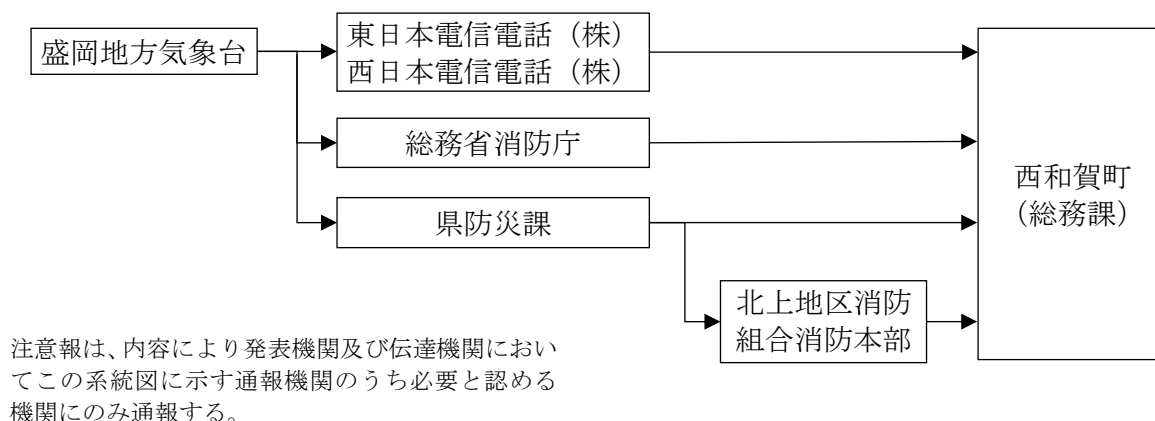 盛岡地方気象台
東日本電信電話（株）
西日本電信電話（株）
総務省消防庁
県防災課
北上地区消防
組合消防本部
西和賀町
（総務課）
注意報は、内容により発表機関及び伝達機関におい
てこの系統図に示す通報機関のうち必要と認める
機関にのみ通報する。